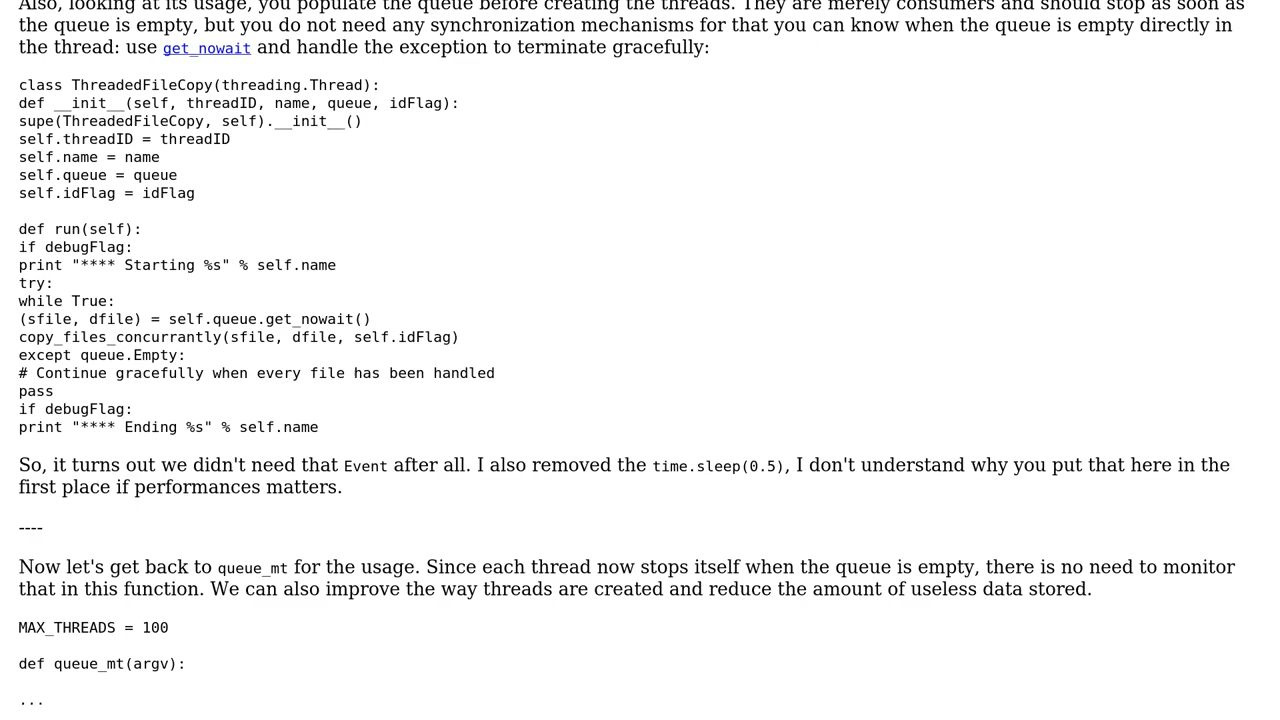 Also, looking at its usage, you populate the queue before creating the threads. They are merely consumers and should stop as soon as
the queue is empty, but you do not need any synchronization mechanisms for that you can know when the queue is empty directly in
the thread: use get_nowait and handle the exception to terminate gracefully:
class ThreadedFileCopy(threading.Thread):
def __init__(self, threadID, name, queue, idFlag):
supe(ThreadedFileCopy, self).__init__()
self.threadID = threadID
self.name = name
self.queue = queue
self.idFlag = idFlag
def run(self):
if debugFlag:
print "**** Starting %s" % self.name
try:
while True:
(sfile, dfile) = self.queue.get_nowait()
copy_files_concurrantly(sfile, dfile, self.idFlag)
except queue.Empty:
# Continue gracefully when every file has been handled
pass
if debugFlag:
print "**** Ending %s" % self.name
So, it turns out we didn't need that Event after all. I also removed the time.sleep(0.5), I don't understand why you put that here in the
first place if performances matters.
----
Now let's get back to queue_mt for the usage. Since each thread now stops itself when the queue is empty, there is no need to monitor
that in this function. We can also improve the way threads are created and reduce the amount of useless data stored.
MAX_THREADS = 100
def queue_mt(argv):
...